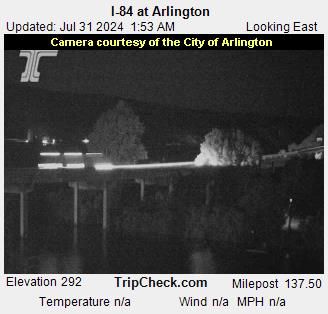 I-84 at Arlington
Updated: Jul 31 2024 1:53 AM Looking East
Camera courtesy of the City of Arlington
Elevation 292 TripCheck.com Milepost 137.50
Temperature n/a Wind n/a MPH n/a